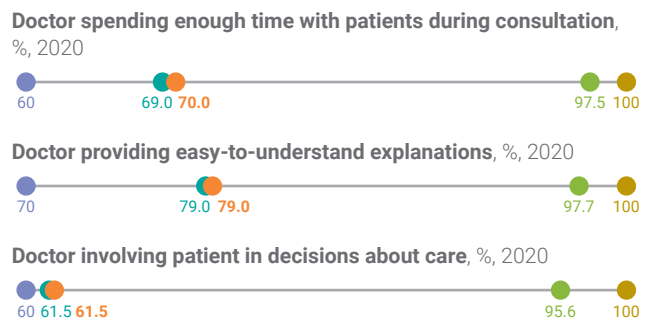 Doctor spending enough time with patients during consultation,
%, 2020
60 69.0 70.0 97.5 100
Doctor providing easy-to-understand explanations, %, 2020
70 79.0 79.0 97.7 100
Doctor involving patient in decisions about care, %, 2020
60 61.5 61.5 95.6 100